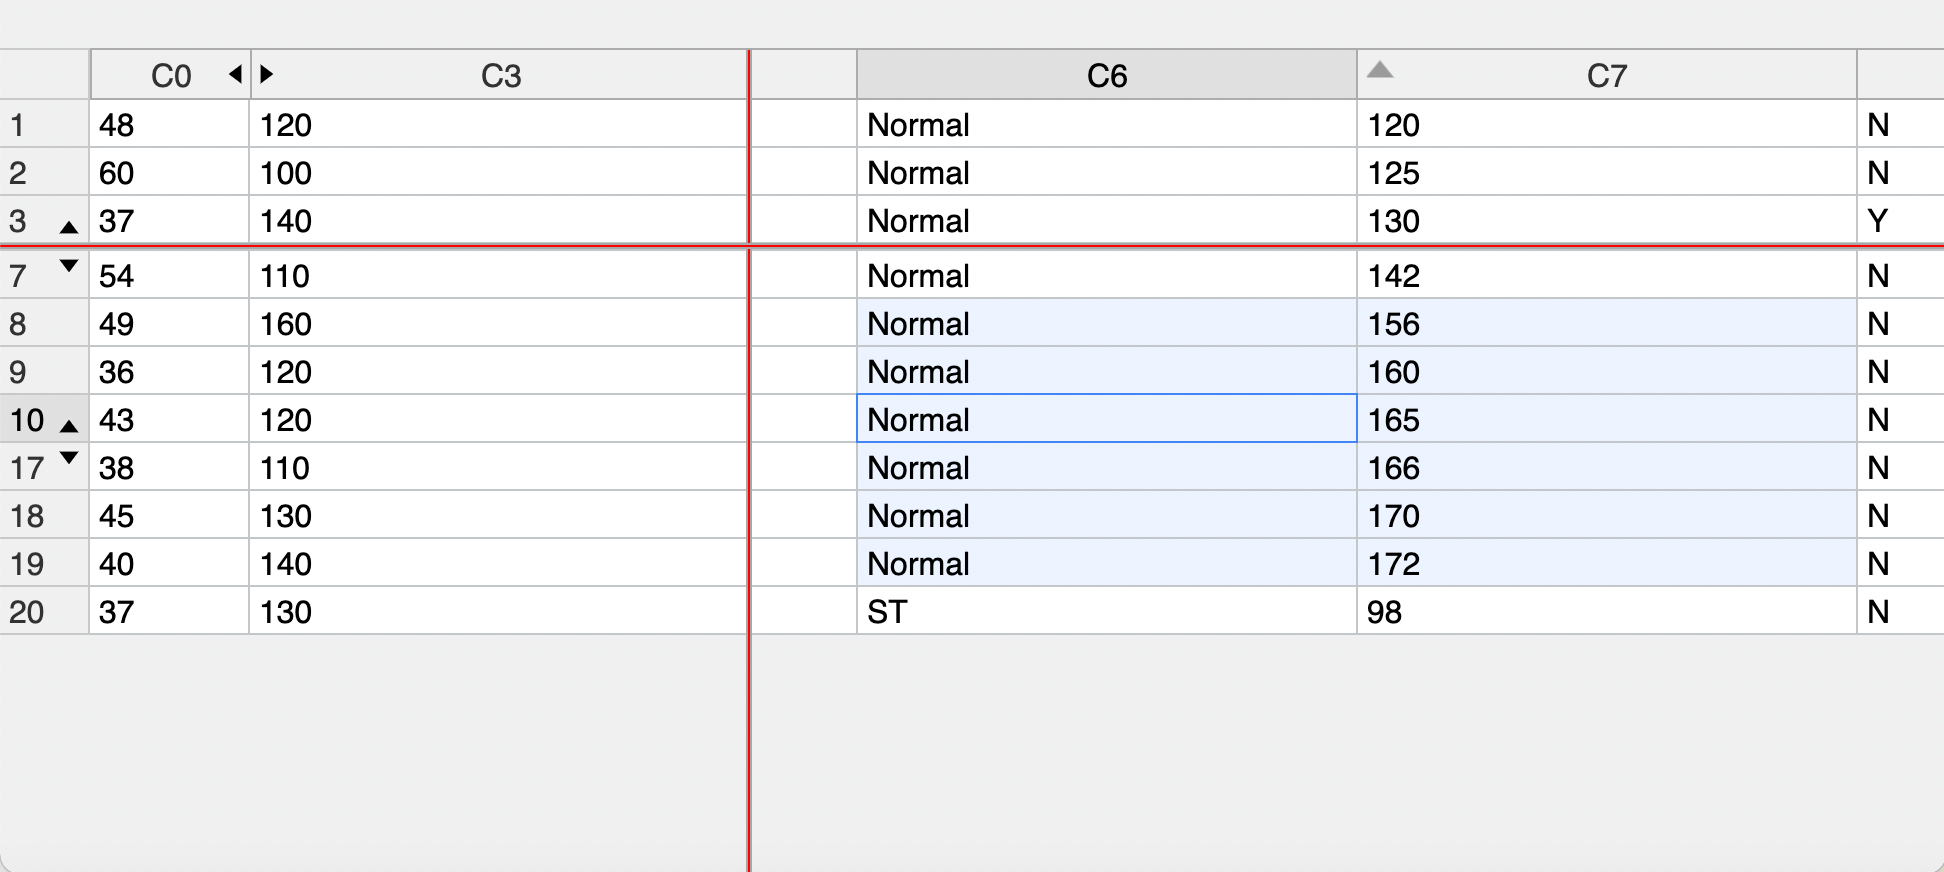 C0 C3 C6 C7
1 48 120 Normal 120 N
2 60 100 Normal 125 N
3 37 140 Normal 130 Y
7 54 110 Normal 142 N
8 49 160 Normal 156 N
9 36 120 Normal 160 N
10 43 120 Normal 165 N
17 38 110 Normal 166 N
18 45 130 Normal 170 N
19 40 140 Normal 172 N
20 37 130 ST 98 N